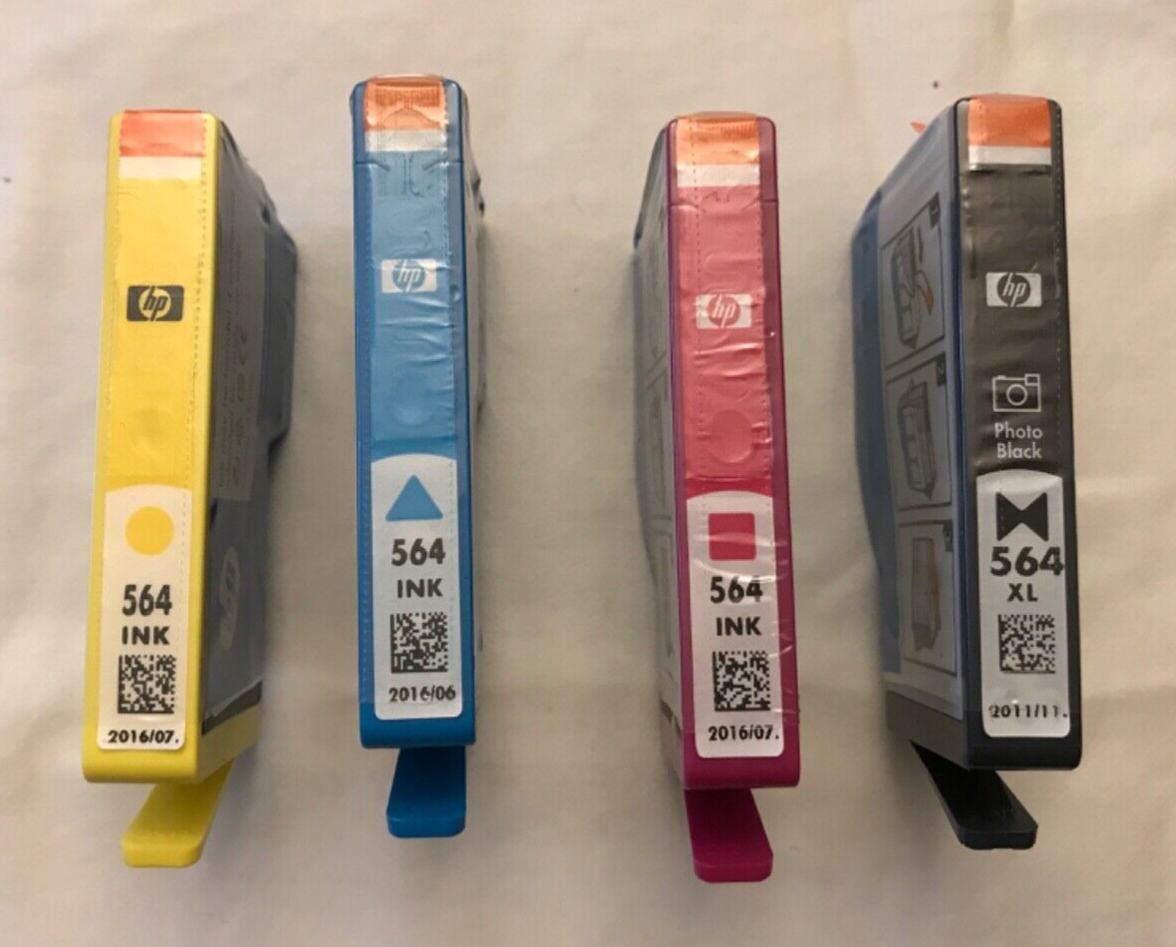 hp
564
INK
2016/07.
hp
564
INK
2016/06
hp
564
INK
2016/07.
hp
Photo
Black
564
XL
2011/11.